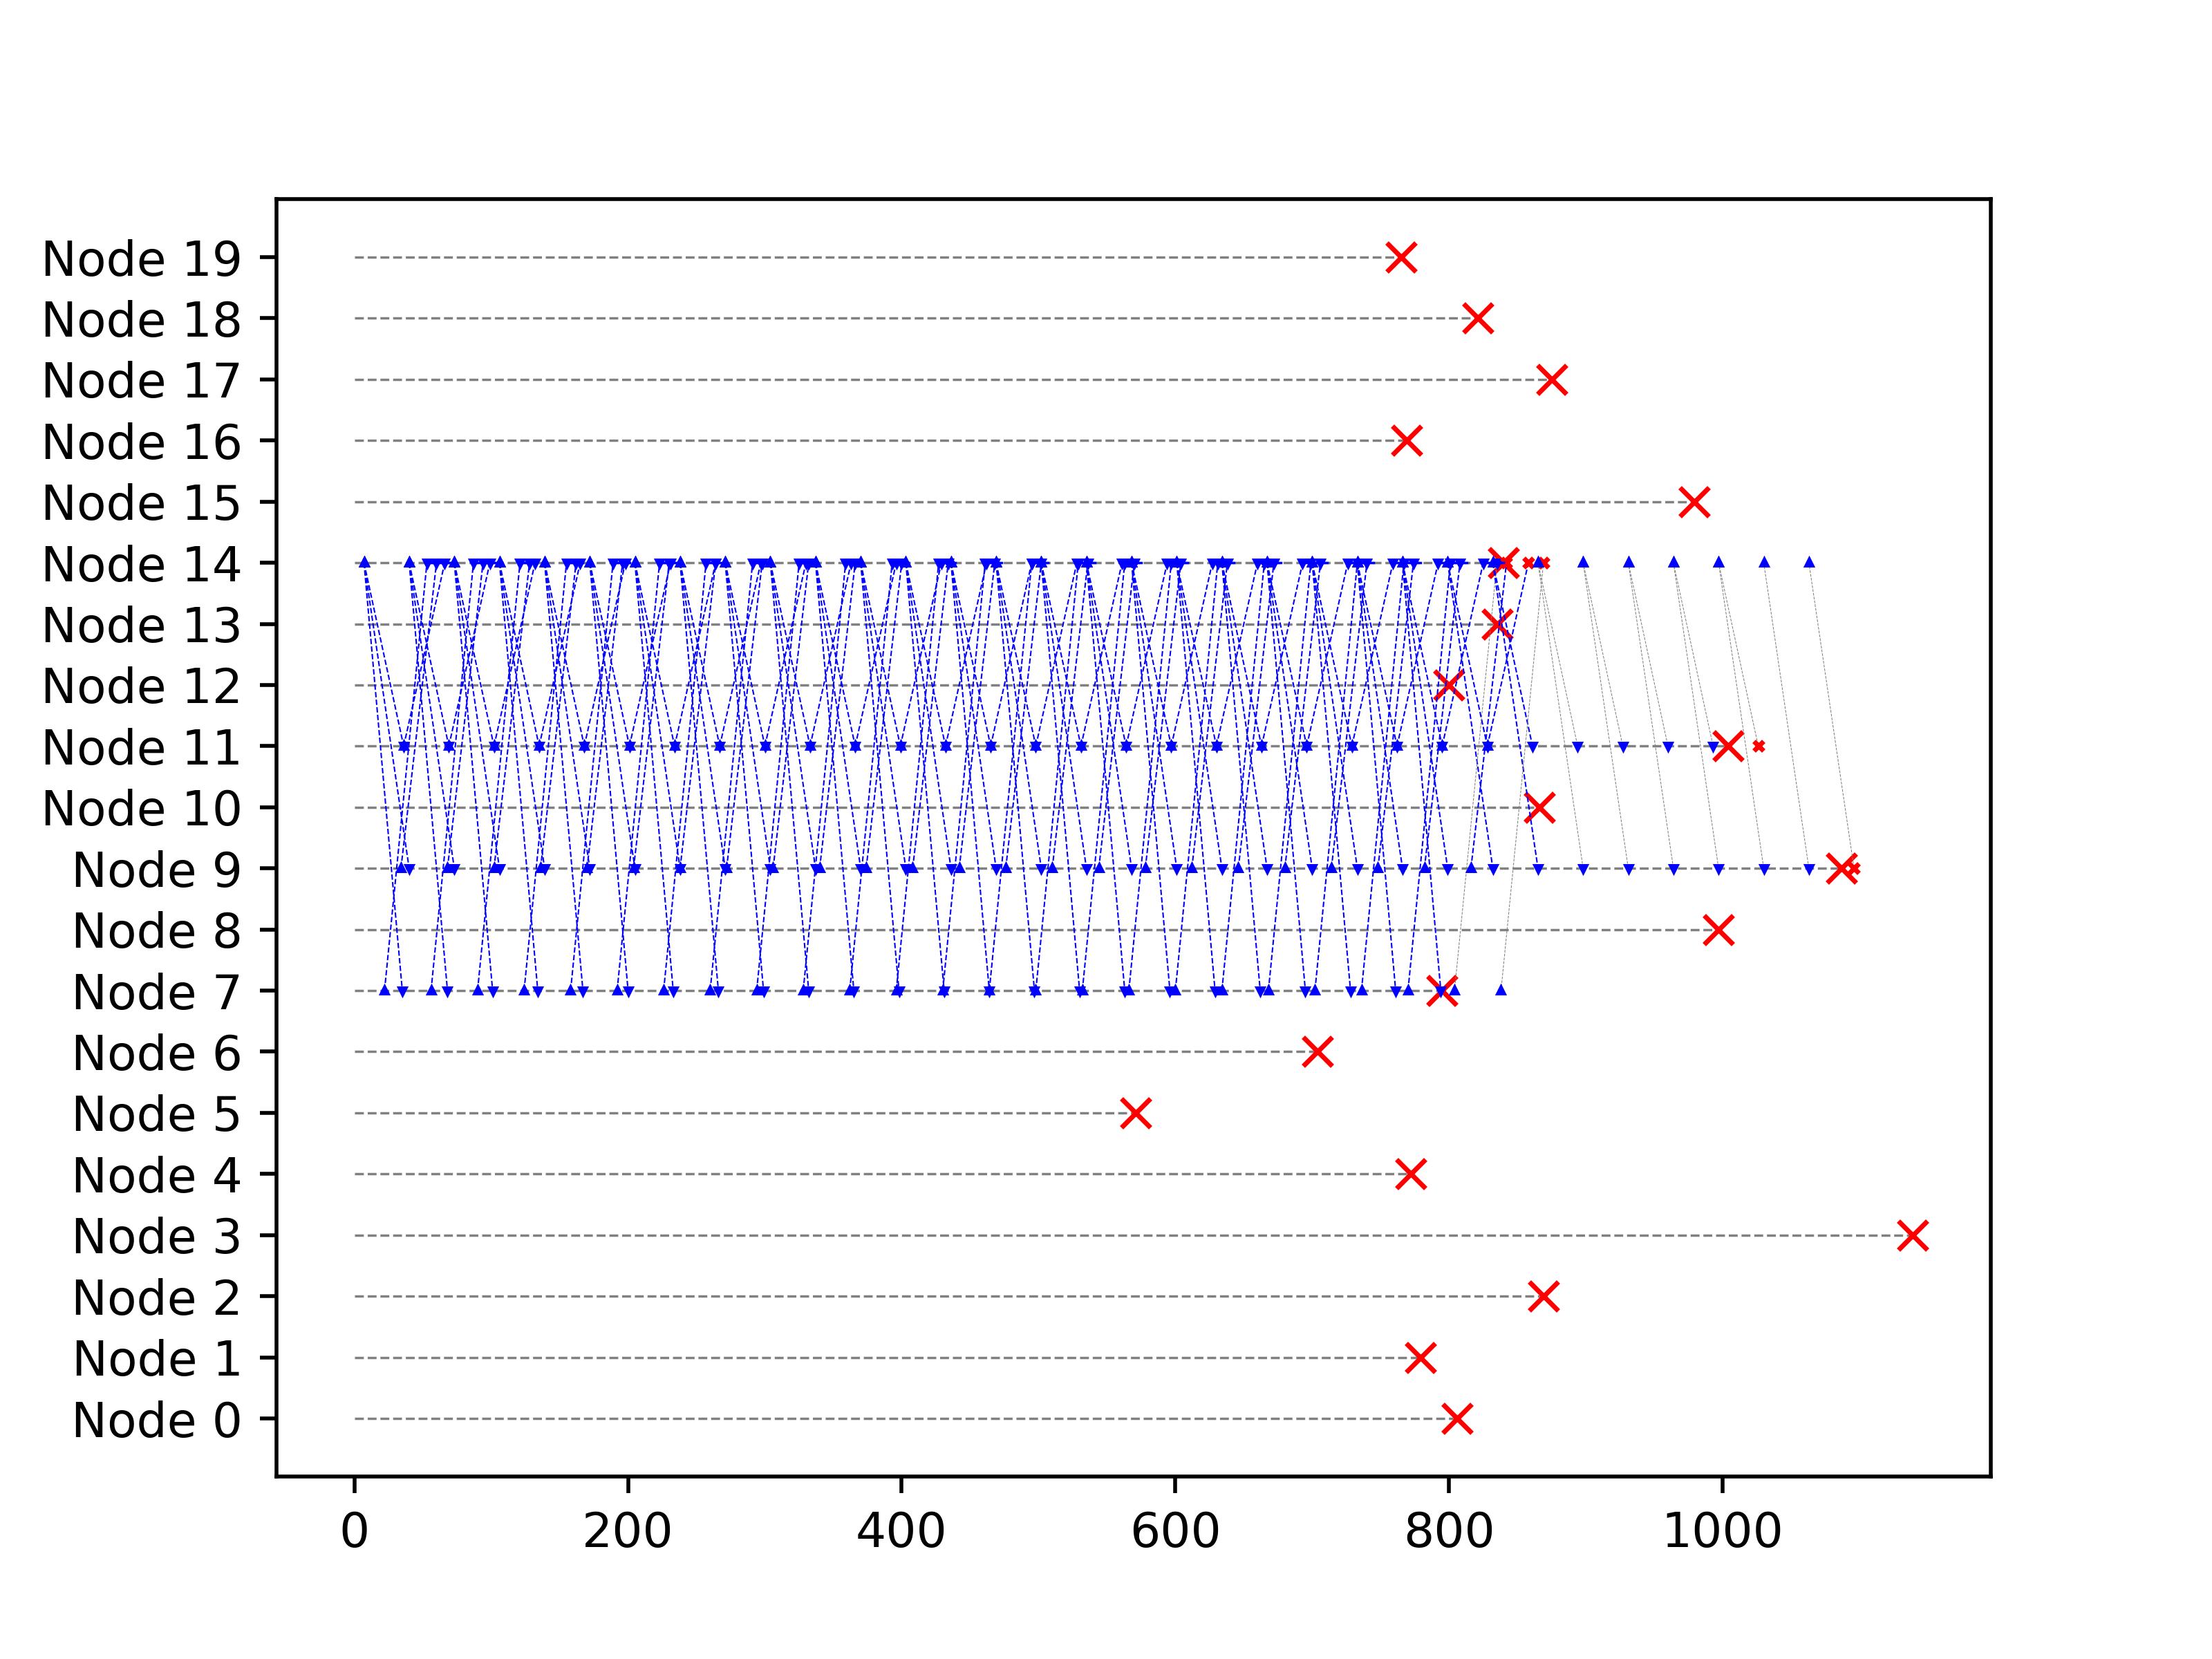 Node 19
Node 18
Node 17
Node 16
Node 15
Node 14
Node 13
Node 12
Node 11
Node 10
Node 9
Node 8
Node 7
Node 6
Node 5
Node 4
Node 3
Node 2
Node 1
Node 0
0 200 400 600 800 1000